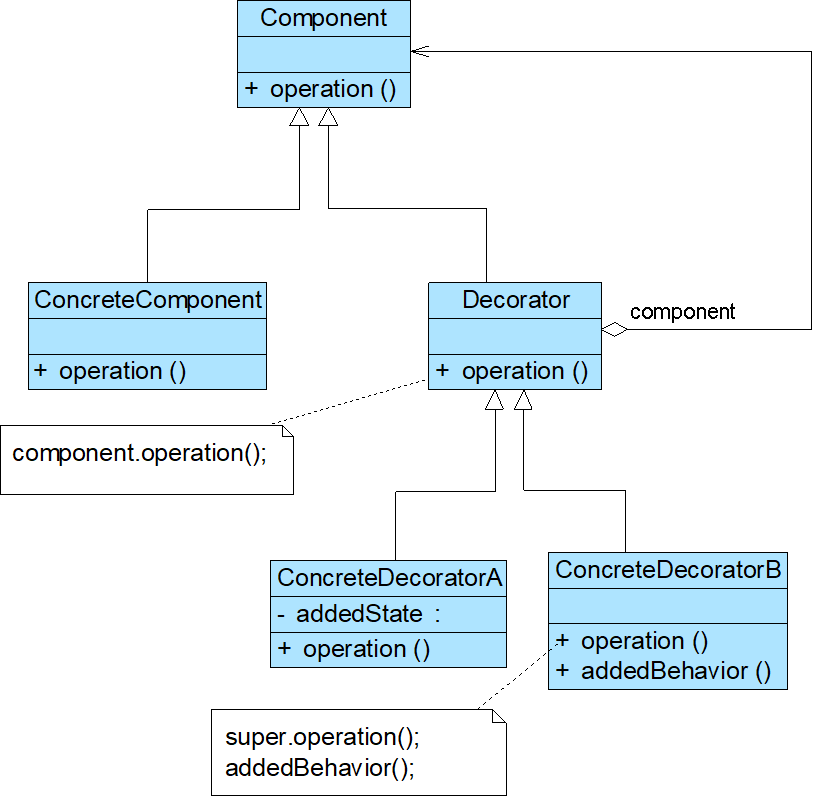 Component
+ operation ()
ConcreteComponent
+ operation ()
Decorator
+ operation ()
component
component.operation();
ConcreteDecoratorA
- addedState :
+ operation ()
ConcreteDecoratorB
+ operation ()
+ addedBehavior ()
super.operation();
addedBehavior();